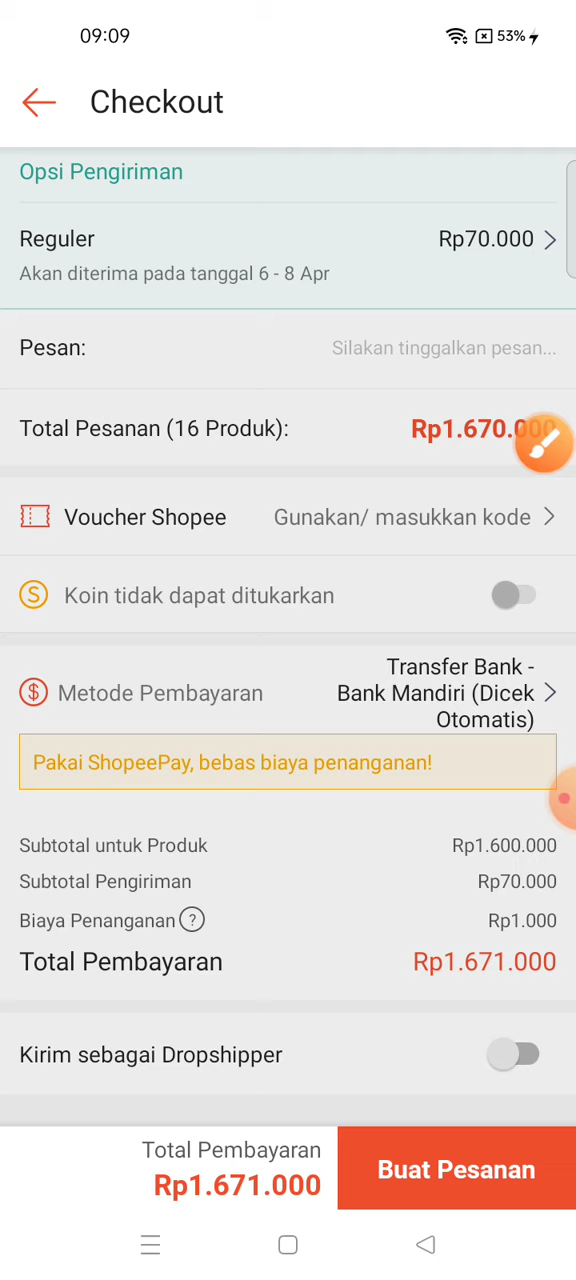 09:09
53%
Checkout
Opsi Pengiriman
Reguler
Rp70.000
Akan diterima pada tanggal 6 - 8 Apr
Pesan:
Silakan tinggalkan pesan...
Total Pesanan (16 Produk):
Rp1.670.000
Voucher Shopee
Gunakan/ masukkan kode
S
Koin tidak dapat ditukarkan
$
Metode Pembayaran
Transfer Bank -
Bank Mandiri (Dicek
Otomatis)
Pakai ShopeePay, bebas biaya penanganan!
Subtotal untuk Produk
Rp1.600.000
Subtotal Pengiriman
Rp70.000
Biaya Penanganan ?
Rp1.000
Total Pembayaran
Rp1.671.000
Kirim sebagai Dropshipper
Total Pembayaran
Rp1.671.000
Buat Pesanan